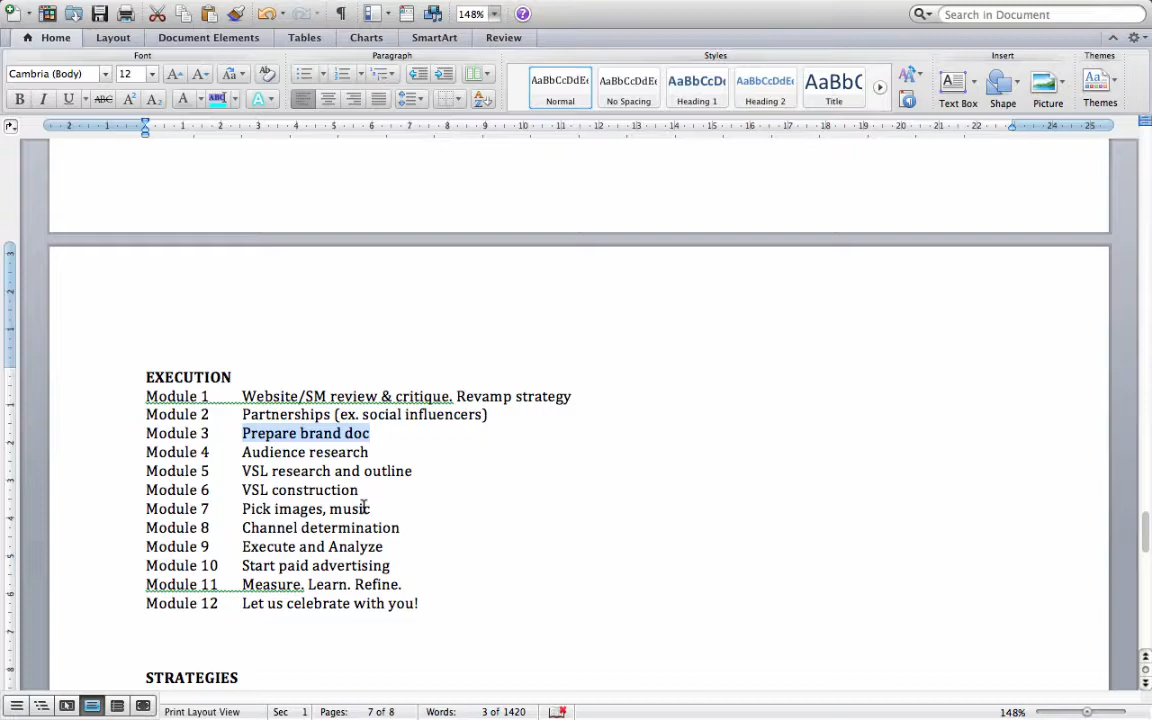 148%
Search in Document
Home Layout Document Elements Tables Charts SmartArt Review
Font Paragraph Styles Insert Themes
Cambria (Body) 12
AaBbCcDdEe AaBbCcDdEe AaBbCcDc AaBbCcDdEe AaBbC
Normal No Spacing Heading 1 Heading 2 Title Text Box Shape Picture Themes
EXECUTION
Module 1 Website/SM review & critique. Revamp strategy
Module 2 Partnerships (ex. social influencers)
Module 3 Prepare brand doc
Module 4 Audience research
Module 5 VSL research and outline
Module 6 VSL construction
Module 7 Pick images, music
Module 8 Channel determination
Module 9 Execute and Analyze
Module 10 Start paid advertising
Module 11 Measure. Learn. Refine.
Module 12 Let us celebrate with you!
STRATEGIES
Print Layout View Sec 1 Pages: 7 of 8 Words: 3 of 1420 148%